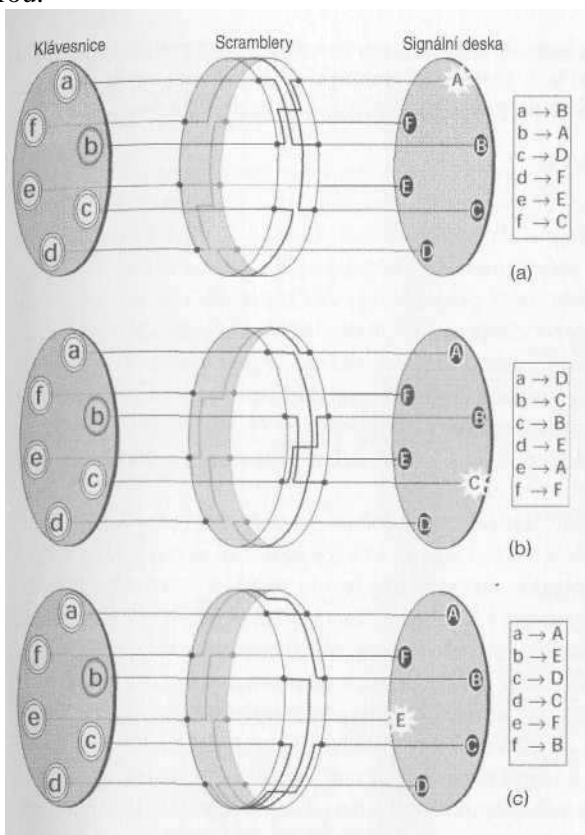 Klávesnice Scramblery Signální deska
a
f
b
e
c
d
A
F
B
E
C
D
a → B
b → A
c → D
d → F
e → E
f → C
(a)
a
f
b
e
c
d
A
F
B
E
C
D
a → D
b → C
c → B
d → E
e → A
f → F
(b)
a
f
b
e
c
d
A
F
B
E
C
D
a → A
b → E
c → D
d → C
e → F
f → B
(c)